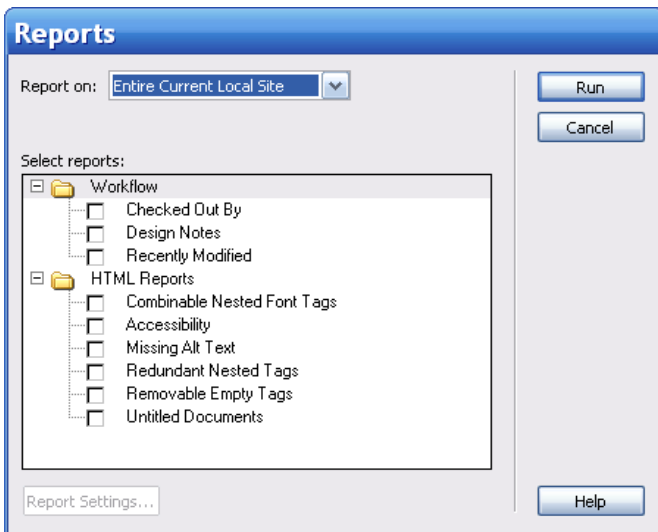 Reports
Report on: Entire Current Local Site
Run
Cancel
Select reports:
Workflow
Checked Out By
Design Notes
Recently Modified
HTML Reports
Combinable Nested Font Tags
Accessibility
Missing Alt Text
Redundant Nested Tags
Removable Empty Tags
Untitled Documents
Report Settings...
Help